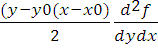 (y-y0(x-x0) / 2 d²f / dydx